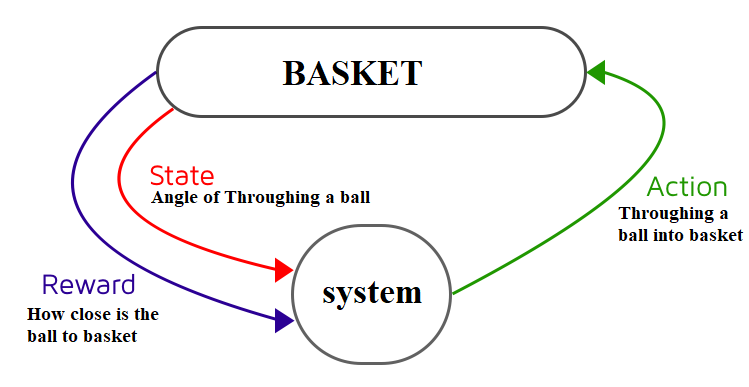 BASKET
State
Angle of Throughing a ball
Action
Throughing a
ball into basket
Reward
How close is the
ball to basket
system